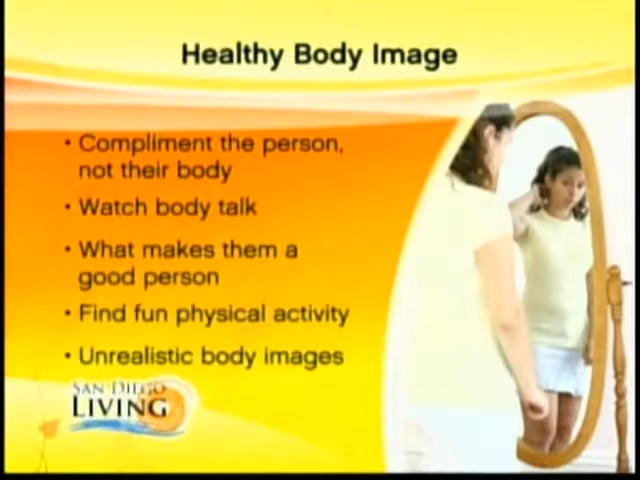 Healthy Body Image
• Compliment the person,
not their body
• Watch body talk
• What makes them a
good person
• Find fun physical activity
• Unrealistic body images
SAN DIEGO
LIVING